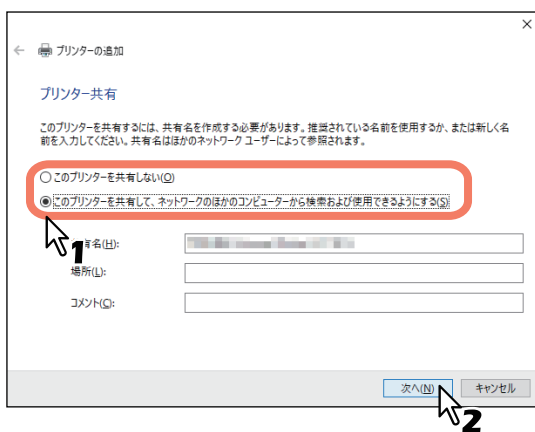 プリンターの追加
プリンター共有
このプリンターを共有するには、共有名を作成する必要があります。推奨されている名前を使用するか、または新しく名
前を入力してください。共有名はほかのネットワーク ユーザーによって参照されます。
このプリンターを共有しない(O)
このプリンターを共有して、ネットワークのほかのコンピューターから検索および使用できるようにする(S)
1
有名(H):
場所(L):
コメント(C):
次へ(N)
キャンセル
2